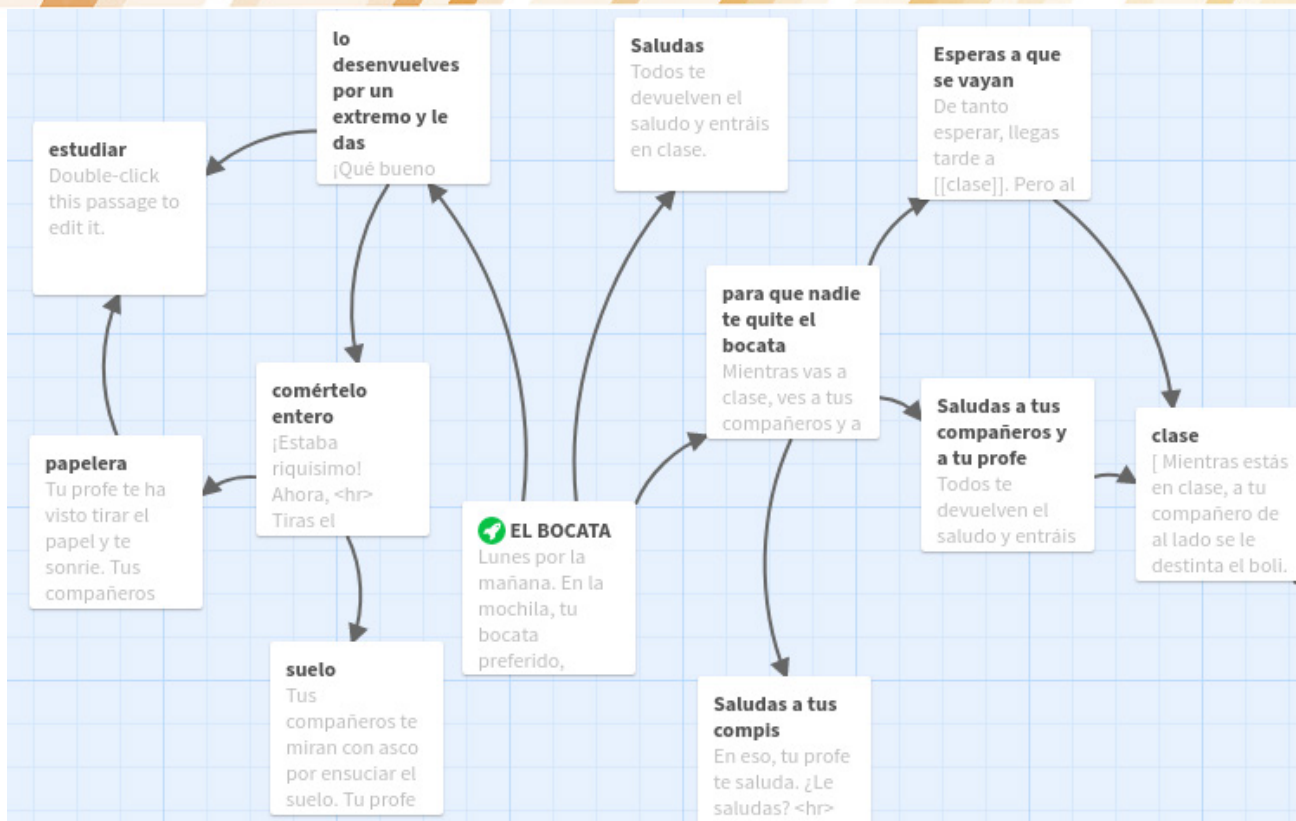 lo
desenvuelves
por un
extremo y le
das
¡Qué bueno
Saludas
Todos te
devuelven el
saludo y entráis
en clase.
Esperas a que
se vayan
De tanto
esperar, llegas
tarde a
[[clase]]. Pero al
estudiar
Double-click
this passage to
edit it.
para que nadie
te quite el
bocata
Mientras vas a
clase, ves a tus
compañeros y a
comértelo
entero
¡Estaba
riquisimo!
Ahora, <hr>
Tiras el
Saludas a tus
compañeros y
a tu profe
Todos te
devuelven el
saludo y entráis
clase
[ Mientras estás
en clase, a tu
compañero de
al lado se le
destinta el boli.
papelera
Tu profe te ha
visto tirar el
papel y te
sonrie. Tus
compañeros
EL BOCATA
Lunes por la
mañana. En la
mochila, tu
bocata
preferido,
suelo
Tus
compañeros te
miran con asco
por ensuciar el
suelo. Tu profe
Saludas a tus
compis
En eso, tu profe
te saluda. ¿Le
saludas? <hr>